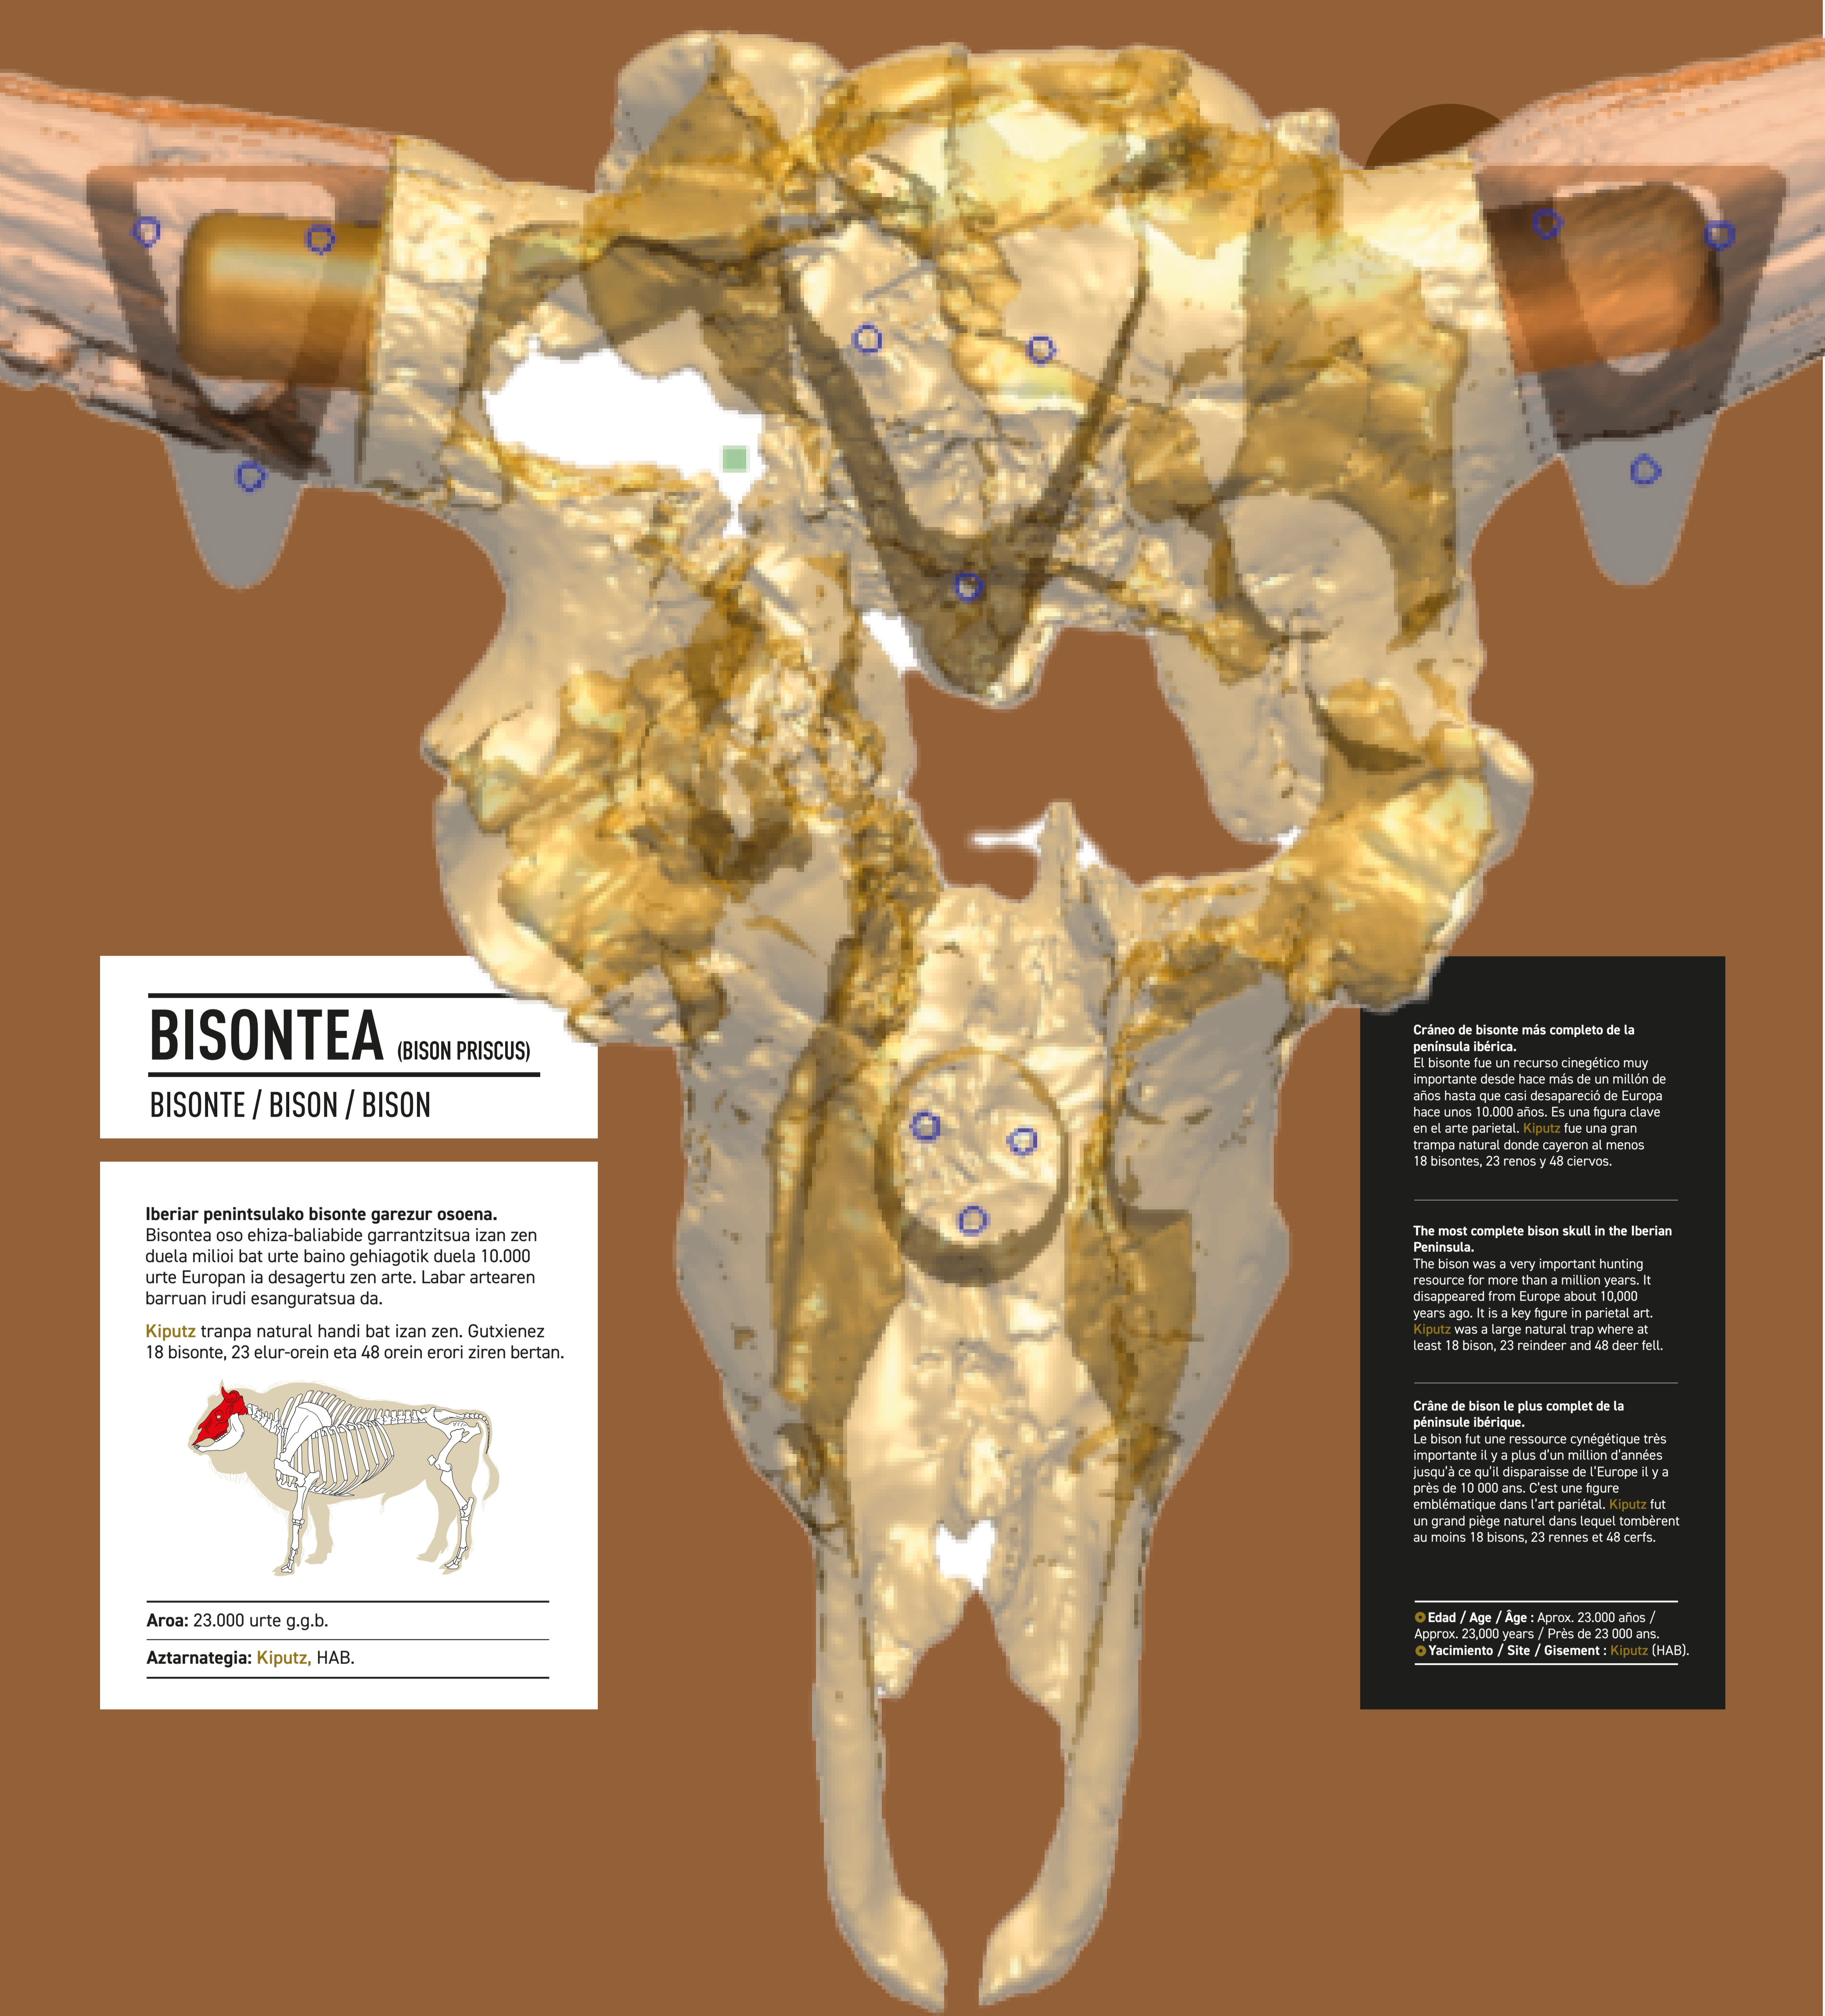 BISONTEA (BISON PRISCUS)
BISONTE / BISON / BISON
Iberiar penintsulako bisonte garezur osoena.
Bisontea oso ehiza-baliabide garrantzitsua izan zen
duela milioi bat urte baino gehiagotik duela 10.000
urte Europan ia desagertu zen arte. Labar artearen
barruan irudi esanguratsua da.
Kiputz tranpa natural handi bat izan zen. Gutxienez
18 bisonte, 23 elur-orein eta 48 orein erori ziren bertan.
Aroa: 23.000 urte g.g.b.
Aztarnategia: Kiputz, HAB.
Cráneo de bisonte más completo de la
península ibérica.
El bisonte fue un recurso cinegético muy
importante desde hace más de un millón de
años hasta que casi desapareció de Europa
hace unos 10.000 años. Es una figura clave
en el arte parietal. Kiputz fue una gran
trampa natural donde cayeron al menos
18 bisontes, 23 renos y 48 ciervos.
The most complete bison skull in the Iberian
Peninsula.
The bison was a very important hunting
resource for more than a million years. It
disappeared from Europe about 10,000
years ago. It is a key figure in parietal art.
Kiputz was a large natural trap where at
least 18 bison, 23 reindeer and 48 deer fell.
Crâne de bison le plus complet de la
péninsule ibérique.
Le bison fut une ressource cynégétique très
importante il y a plus d'un million d'années
jusqu'à ce qu'il disparaisse de l'Europe il y a
près de 10 000 ans. C'est une figure
emblématique dans l'art pariétal. Kiputz fut
un grand piège naturel dans lequel tombèrent
au moins 18 bisons, 23 rennes et 48 cerfs.
Edad / Age / Âge : Aprox. 23.000 años /
Approx. 23,000 years / Près de 23 000 ans.
Yacimiento / Site / Gisement : Kiputz (HAB).